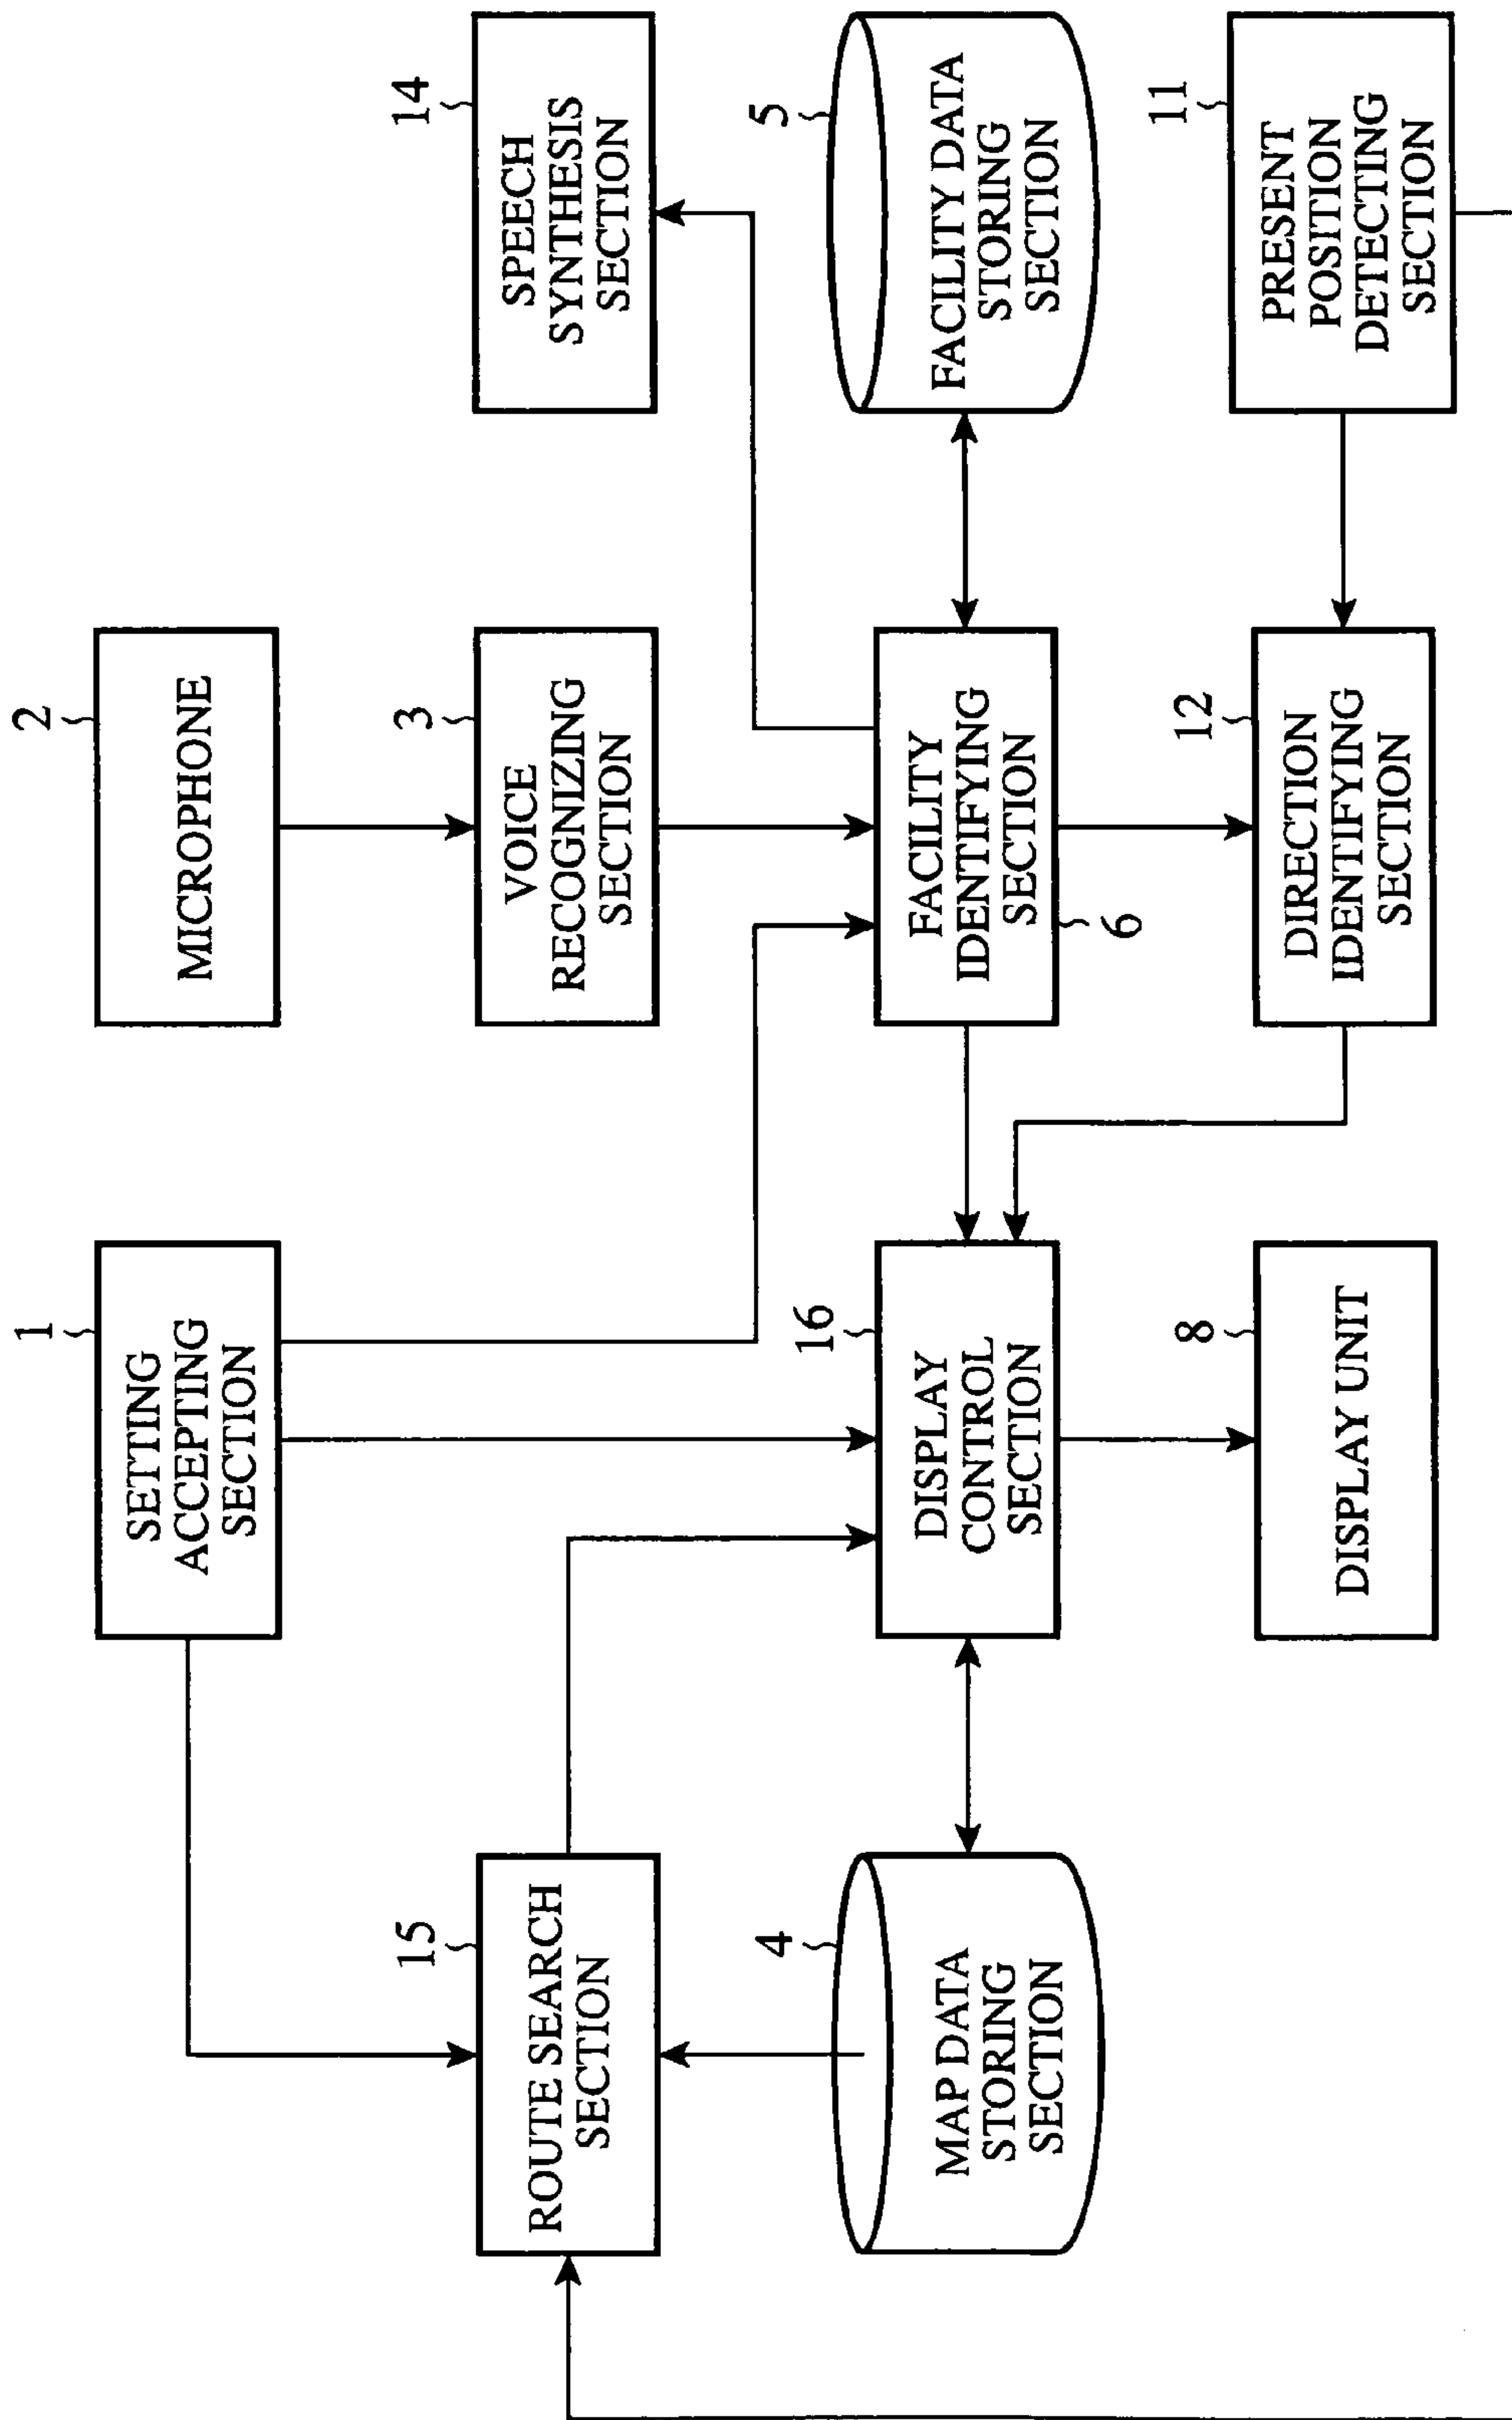 1
SETTING
ACCEPTING
SECTION
2
MICROPHONE
15
ROUTE SEARCH
SECTION
3
VOICE
RECOGNIZING
SECTION
14
SPEECH
SYNTHESIS
SECTION
4
MAP DATA
STORING
SECTION
16
DISPLAY
CONTROL
SECTION
FACILITY
IDENTIFYING
SECTION
6
5
FACILITY DATA
STORING
SECTION
8
DISPLAY UNIT
12
DIRECTION
IDENTIFYING
SECTION
11
PRESENT
POSITION
DETECTING
SECTION